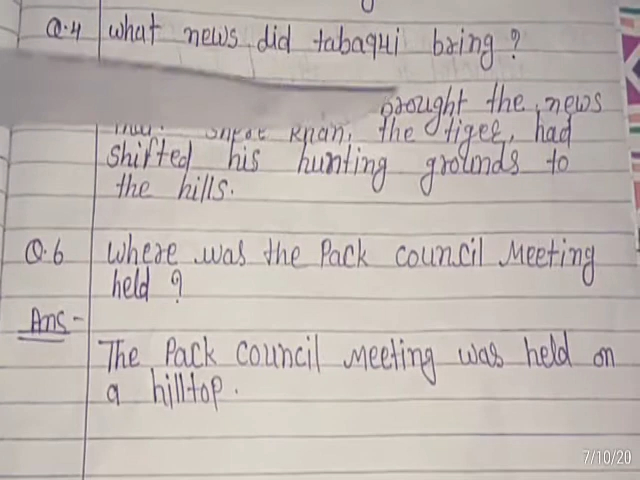 Q.4 What news did tabaqui bring ?
brought the news
Khan, the tiger, had
shifted his hunting grounds to
the hills.
Q.6 Where was the Pack council Meeting
held ?
Ans -
The Pack council Meeting was held on
a hilltop.
7/10/20